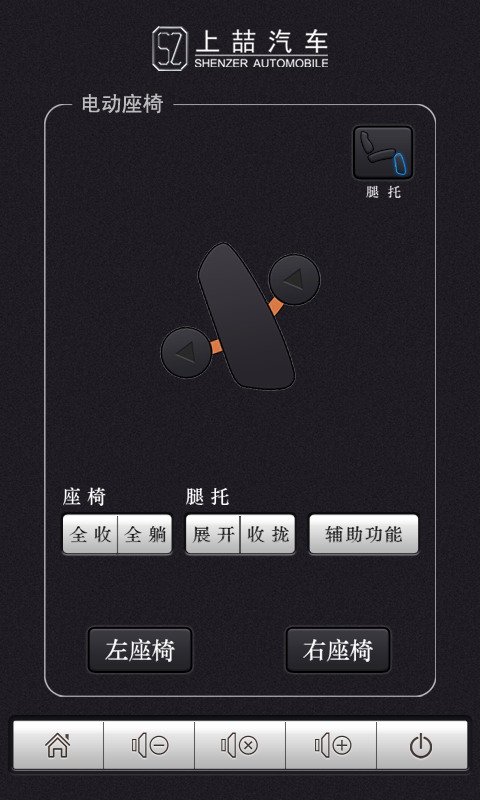 SZ
上喆汽车
SHENZER AUTOMOBILE
电动座椅
腿托
座椅
腿托
全收 全躺
展开 收拢
辅助功能
左座椅
右座椅